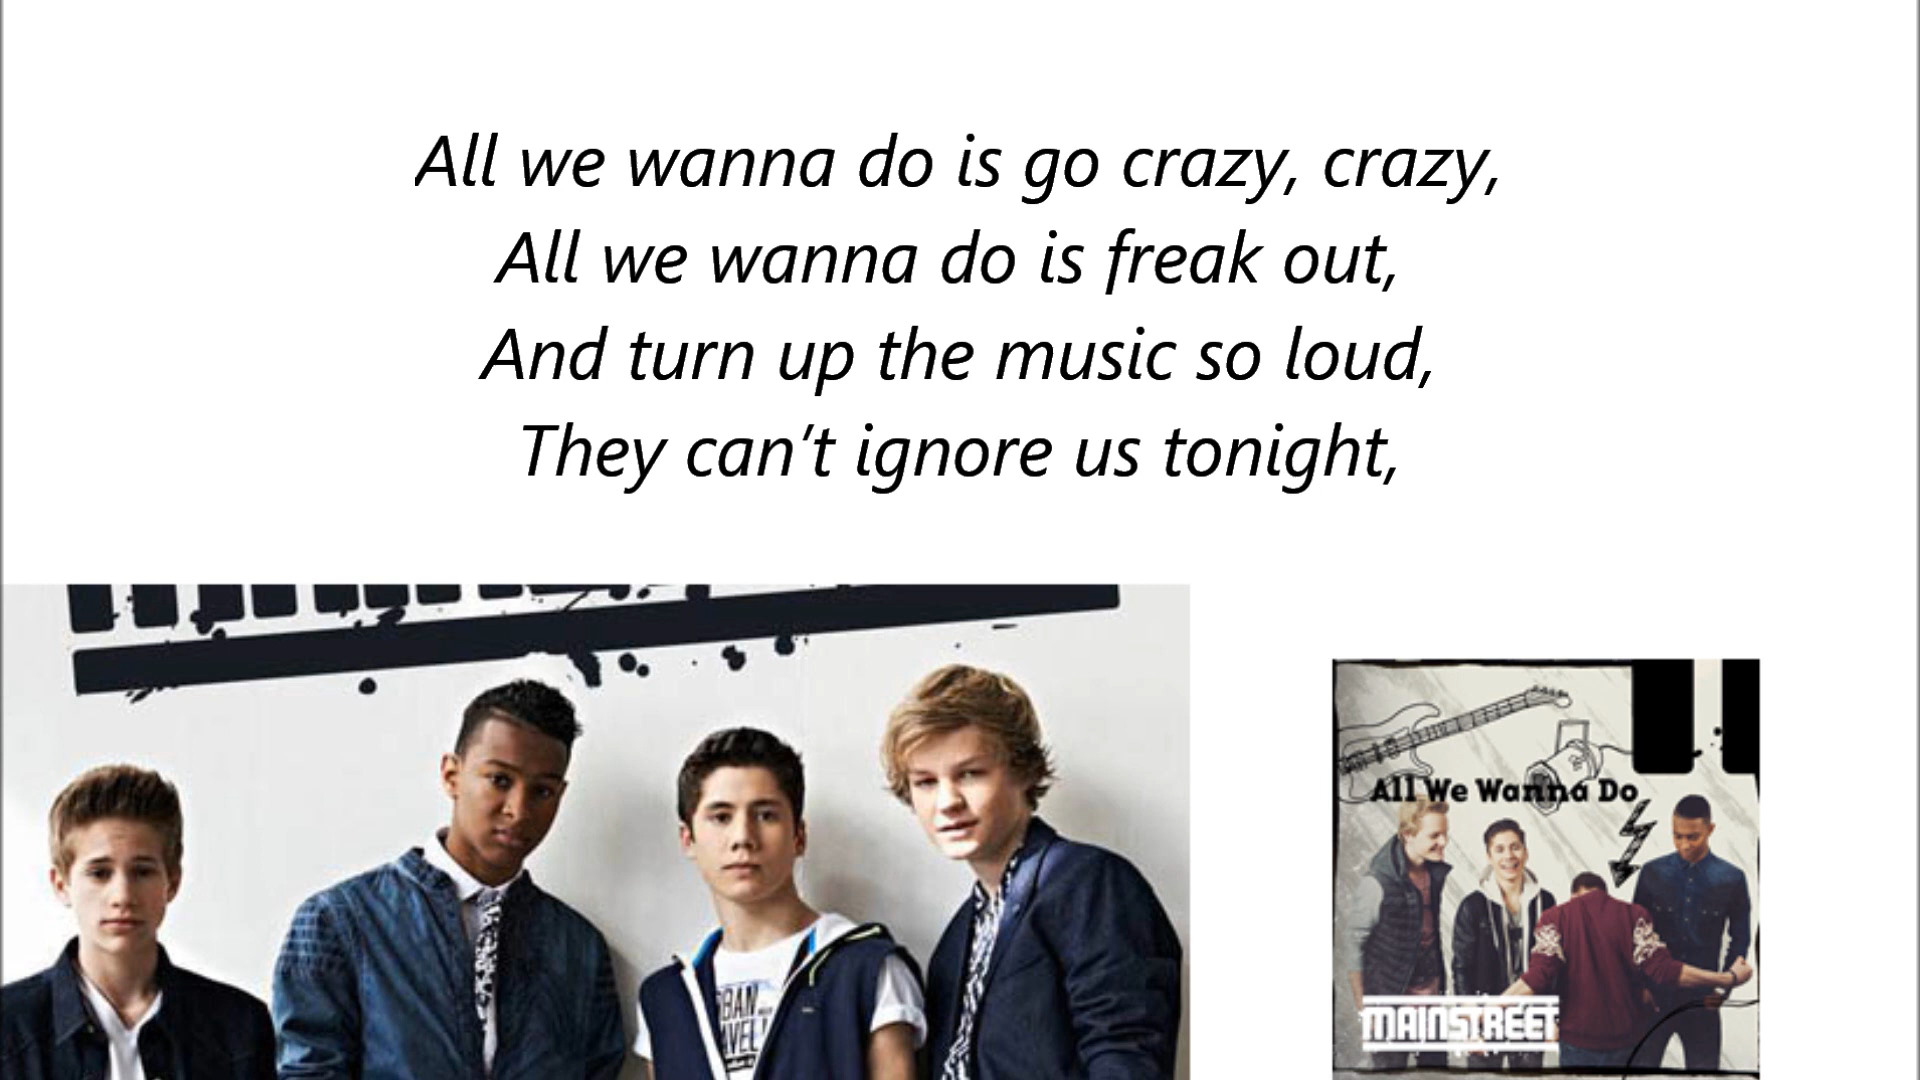 All we wanna do is go crazy, crazy,
All we wanna do is freak out,
And turn up the music so loud,
They can’t ignore us tonight,
All We Wanna Do
MAINSTREET